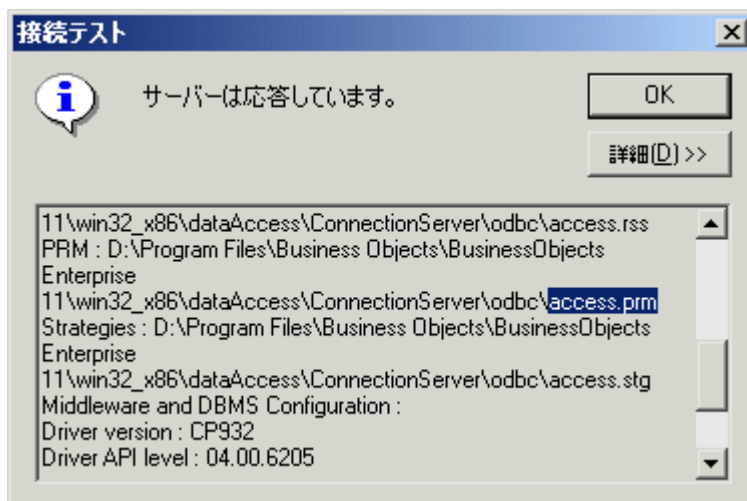 接続テスト
サーバーは応答しています。
OK
詳細(D) >>
11\win32_x86\dataAccess\ConnectionServer\odbc\access.rss
PRM : D:\Program Files\Business Objects\BusinessObjects
Enterprise
11\win32_x86\dataAccess\ConnectionServer\odbc\access.prm
Strategies : D:\Program Files\Business Objects\BusinessObjects
Enterprise
11\win32_x86\dataAccess\ConnectionServer\odbc\access.stg
Middleware and DBMS Configuration :
Driver version : CP932
Driver API level : 04.00.6205